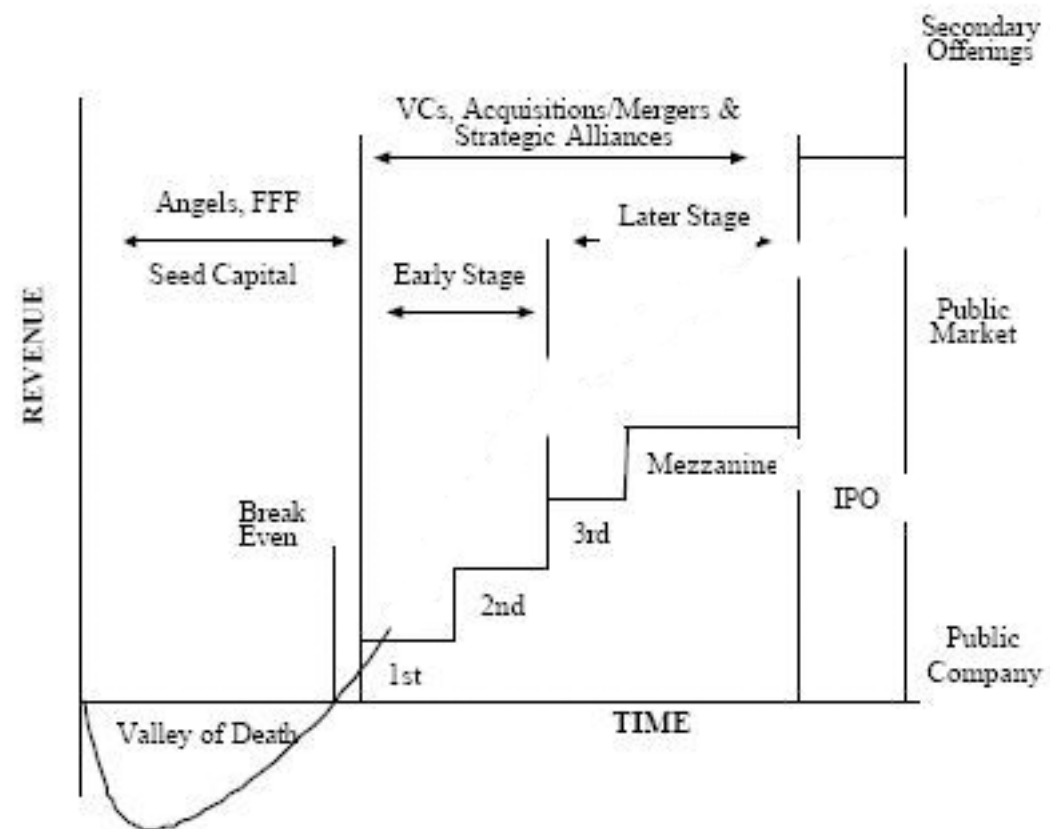 Secondary
Offerings
VCs, Acquisitions/Mergers &
Strategic Alliances
Angels, FFF
Seed Capital
Later Stage
Early Stage
REVENUE
Public
Market
Mezzanine
IPO
Break
Even
3rd
2nd
1st
Public
Company
Valley of Death
TIME